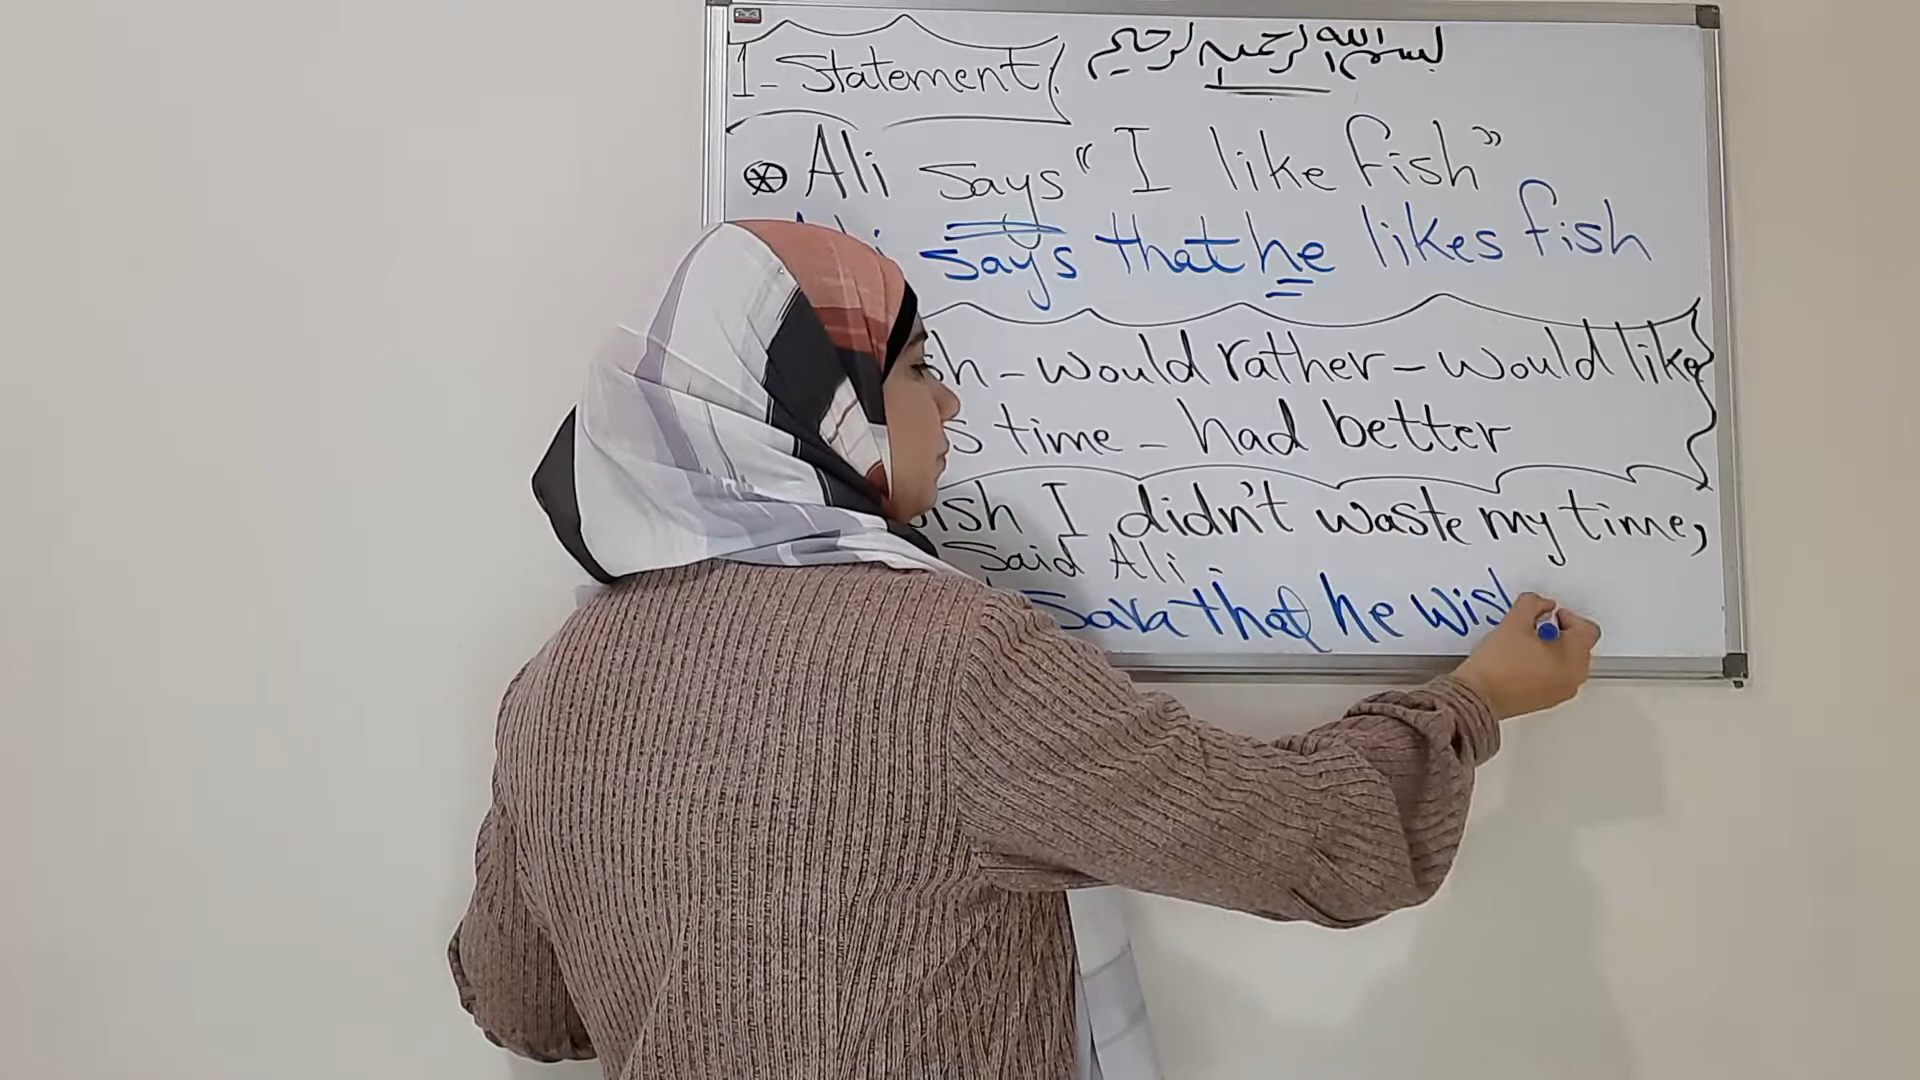 1- Statement: بسم الله الرحمن الرحيم
Ali says “I like fish”
says that he likes fish
- would rather - would like
time - had better
I didn't waste my time,
Said Ali.
Sara that he